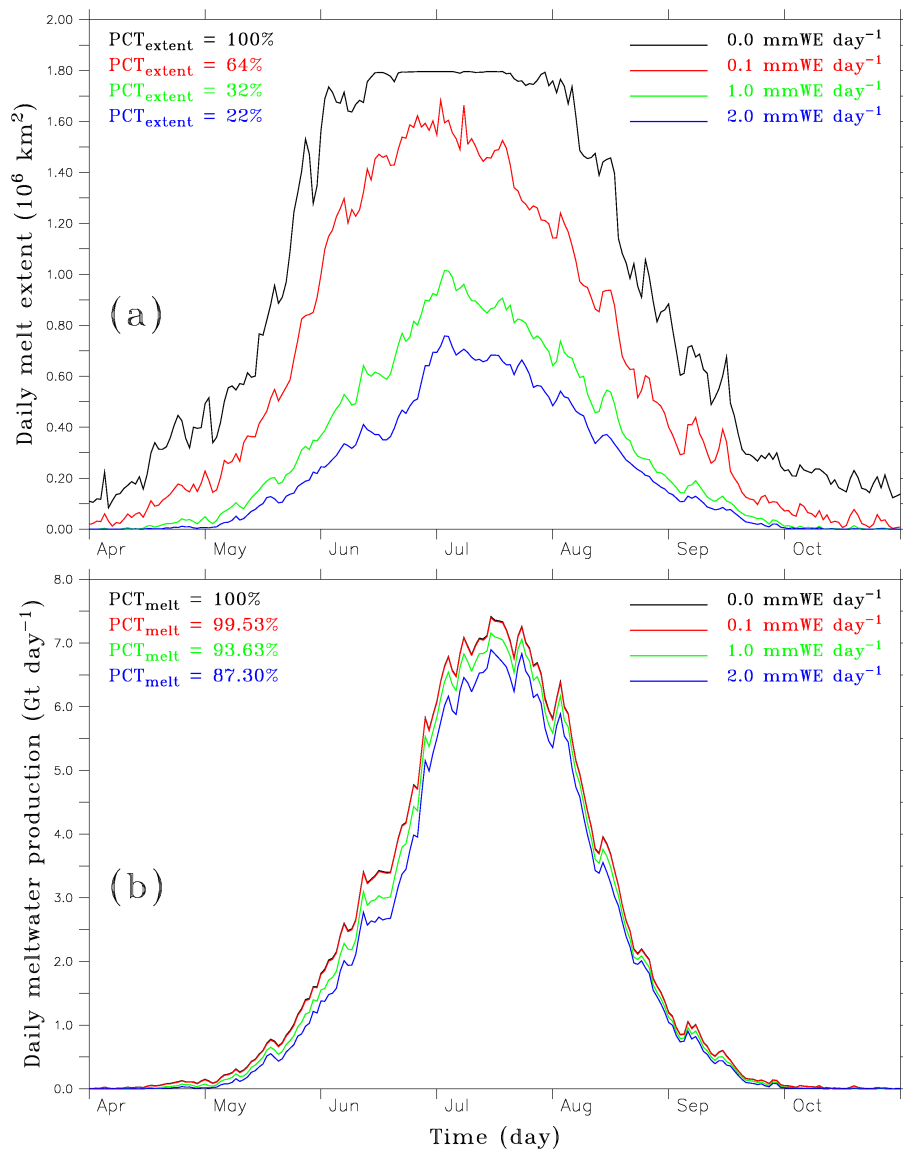 2.00
PCTextent = 100% 0.0 mmWE day⁻¹
PCTextent = 64% 0.1 mmWE day⁻¹
PCTextent = 32% 1.0 mmWE day⁻¹
PCTextent = 22% 2.0 mmWE day⁻¹
1.80
1.60
1.40
1.20
1.00
0.80
0.60
0.40
0.20
0.00
Daily melt extent (10⁶ km²)
(a)
Apr May Jun Jul Aug Sep Oct
8.0
PCTmelt = 100% 0.0 mmWE day⁻¹
PCTmelt = 99.53% 0.1 mmWE day⁻¹
PCTmelt = 93.63% 1.0 mmWE day⁻¹
PCTmelt = 87.30% 2.0 mmWE day⁻¹
7.0
6.0
5.0
4.0
3.0
2.0
1.0
0.0
Daily meltwater production (Gt day⁻¹)
(b)
Apr May Jun Jul Aug Sep Oct
Time (day)